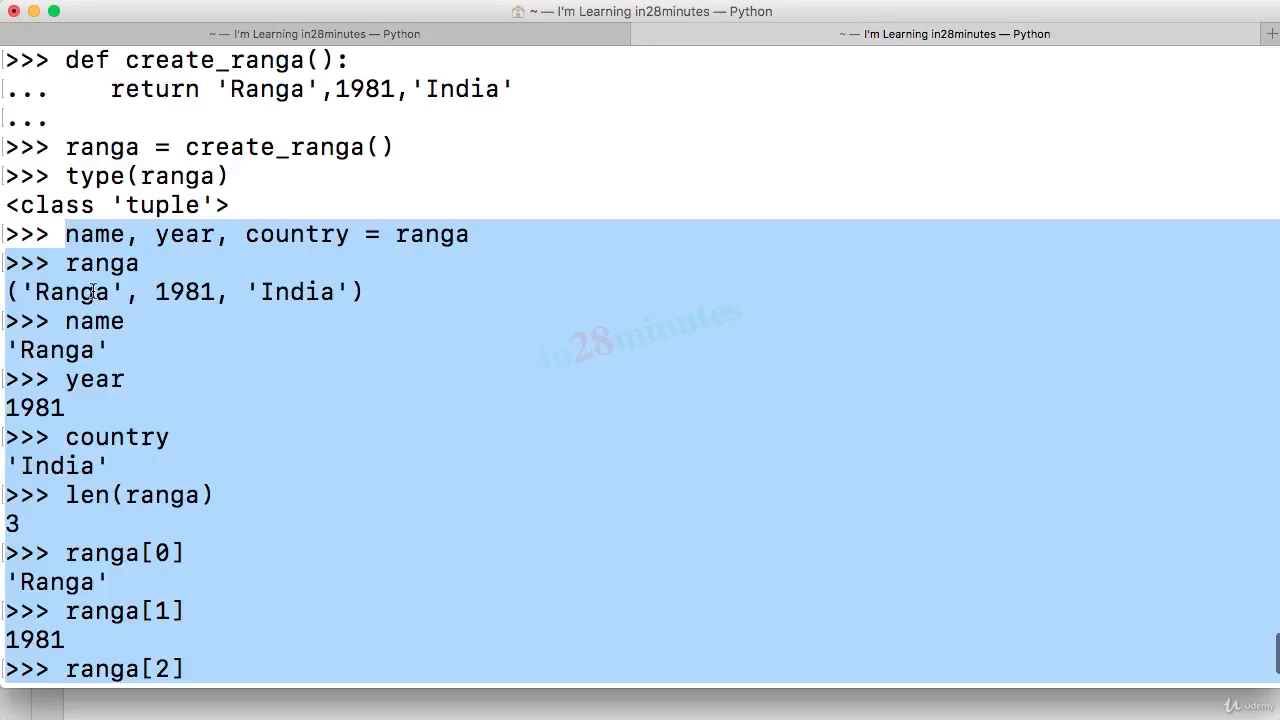 ~ — I'm Learning in28minutes — Python
~ — I'm Learning in28minutes — Python
~ — I'm Learning in28minutes — Python
>>> def create_ranga():
...    return 'Ranga',1981,'India'
...
>>> ranga = create_ranga()
>>> type(ranga)
<class 'tuple'>
>>> name, year, country = ranga
>>> ranga
('Ranga', 1981, 'India')
>>> name
'Ranga'
>>> year
1981
>>> country
'India'
>>> len(ranga)
3
>>> ranga[0]
'Ranga'
>>> ranga[1]
1981
>>> ranga[2]
in28minutes
Udemy